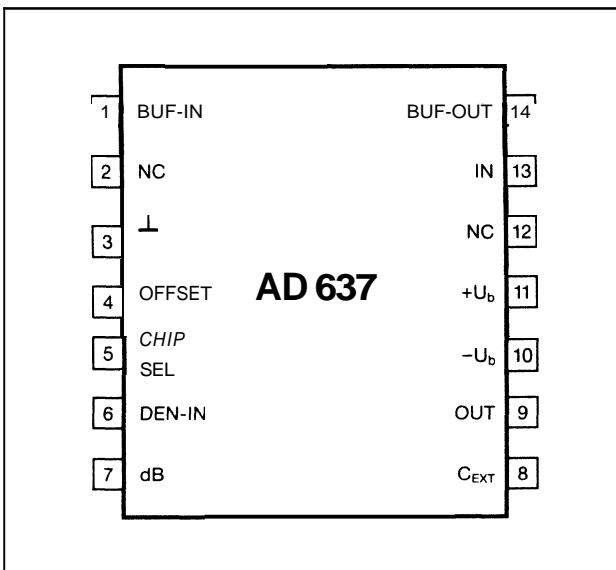 1 BUF-IN BUF-OUT 14
2 NC IN 13
3 ⊥ NC 12
4 OFFSET AD 637 +Ub 11
5 CHIP SEL -Ub 10
6 DEN-IN OUT 9
7 dB CEXT 8